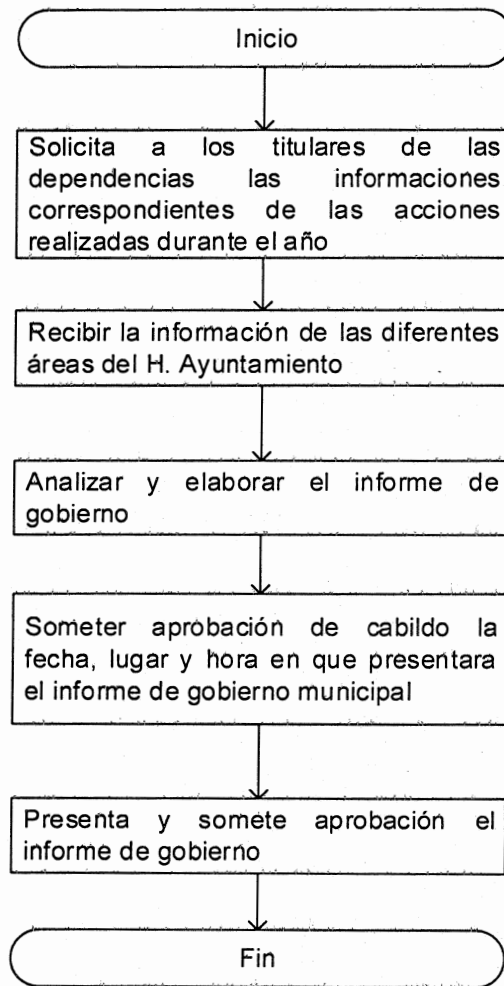 Inicio
Solicita a los titulares de las
dependencias las informaciones
correspondientes de las acciones
realizadas durante el año
Recibir la información de las diferentes
áreas del H. Ayuntamiento
Analizar y elaborar el informe de
gobierno
Someter aprobación de cabildo la
fecha, lugar y hora en que presentara
el informe de gobierno municipal
Presenta y somete aprobación el
informe de gobierno
Fin